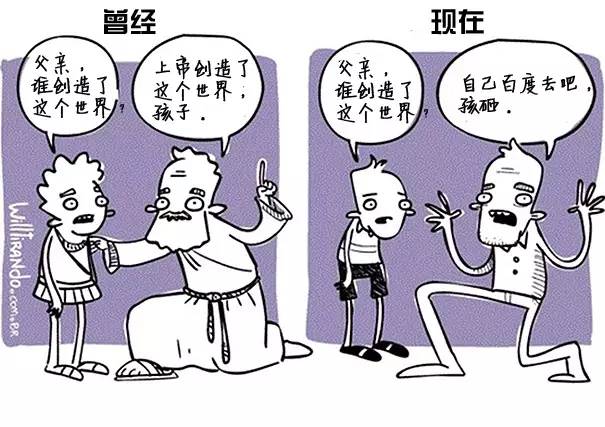 曾经
父亲，
谁创造了
这个世界？
上帝创造了
这个世界，
孩子．
现在
父亲，
谁创造了
这个世界？
自己百度去吧，
孩砸．
WillTirando.com.BR